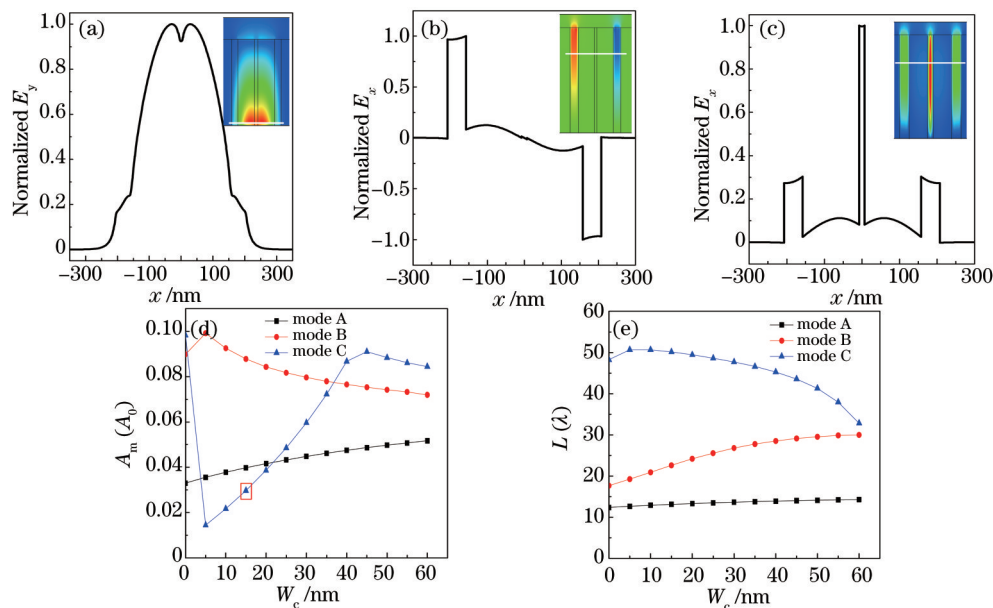 (a)
Normalized E_y
1.0
0.8
0.6
0.4
0.2
0
−300
−100
100
300
x /nm
(b)
Normalized E_x
1.0
0.5
0
−0.5
−1.0
−300
−100
100
300
x /nm
(c)
Normalized E_x
1.0
0.8
0.6
0.4
0.2
0
−300
−100
100
300
x /nm
(d)
mode A
mode B
mode C
A_m (A_0)
0.10
0.08
0.06
0.04
0.02
0.00
0 10 20 30 40 50 60
W_c /nm
(e)
mode A
mode B
mode C
L (λ)
60
50
40
30
20
10
0
0 10 20 30 40 50 60
W_c /nm